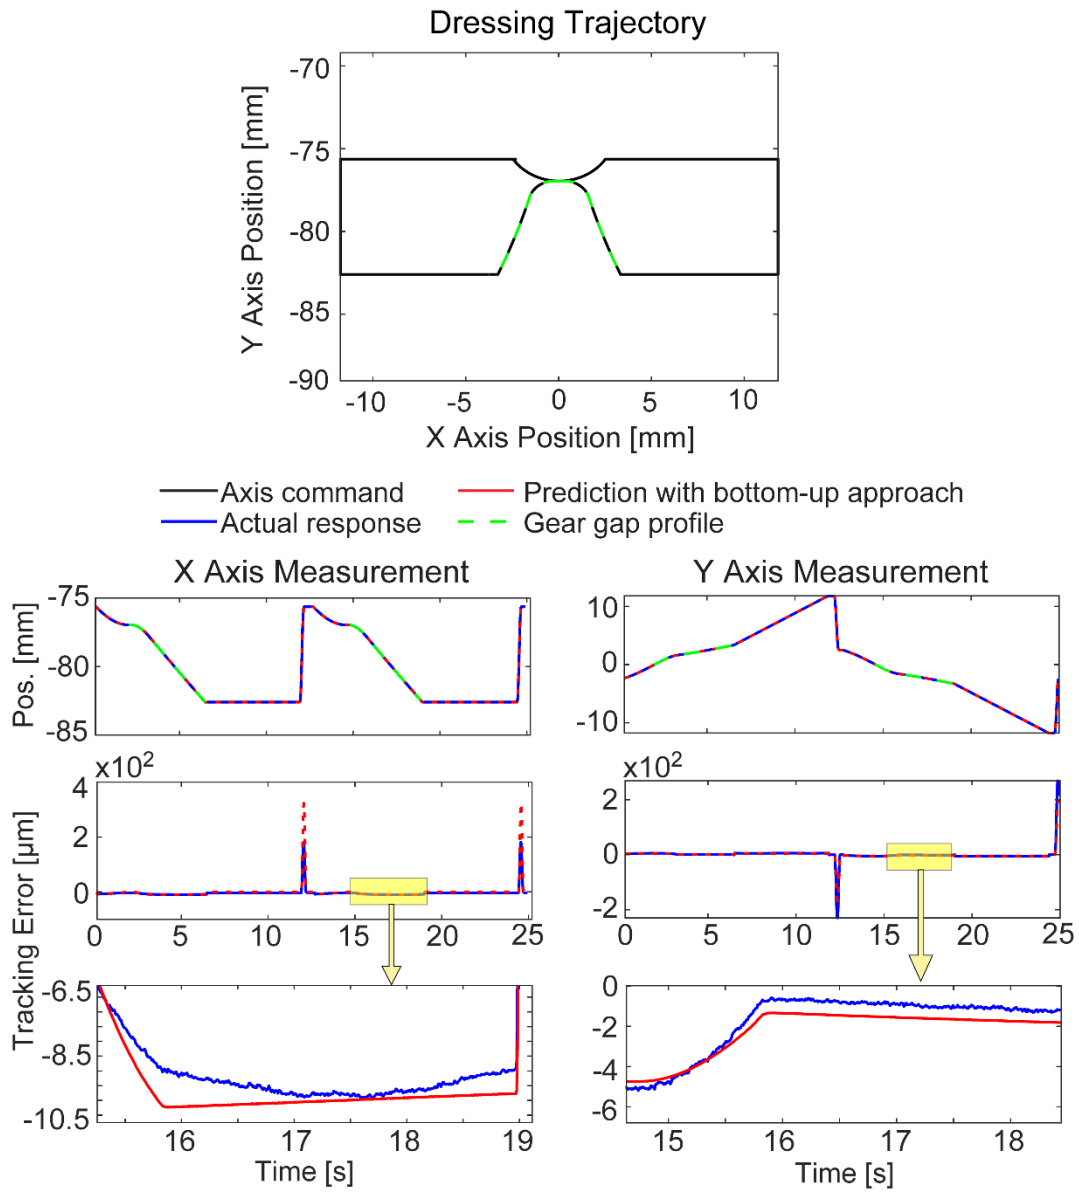 Dressing Trajectory
Y Axis Position [mm]
-70
-75
-80
-85
-90
-10 -5 0 5 10
X Axis Position [mm]
Axis command
Prediction with bottom-up approach
Actual response
Gear gap profile
X Axis Measurement
Pos. [mm]
-75
-80
-85
Tracking Error [μm]
x10²
4
2
0
0 5 10 15 20 25
-6.5
-8.5
-10.5
16 17 18 19
Time [s]
Y Axis Measurement
10
0
-10
x10²
2
0
-2
0 5 10 15 20 25
0
-2
-4
-6
15 16 17 18
Time [s]